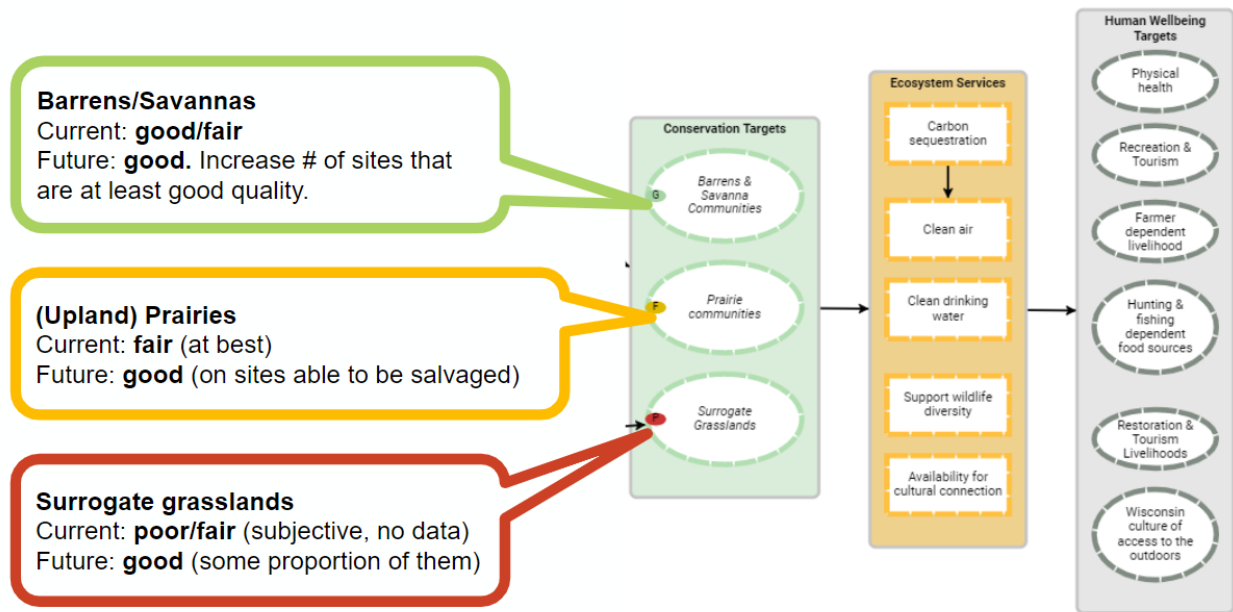 Barrens/Savannas
Current: good/fair
Future: good. Increase # of sites that
are at least good quality.
(Upland) Prairies
Current: fair (at best)
Future: good (on sites able to be salvaged)
Surrogate grasslands
Current: poor/fair (subjective, no data)
Future: good (some proportion of them)
Conservation Targets
G
Barrens &
Savanna
Communities
F
Prairie
communities
P
Surrogate
Grasslands
Ecosystem Services
Carbon
sequestration
Clean air
Clean drinking
water
Support wildlife
diversity
Availability for
cultural connection
Human Wellbeing
Targets
Physical
health
Recreation &
Tourism
Farmer
dependent
livelihood
Hunting &
fishing
dependent
food sources
Restoration &
Tourism
Livelihoods
Wisconsin
culture of
access to the
outdoors